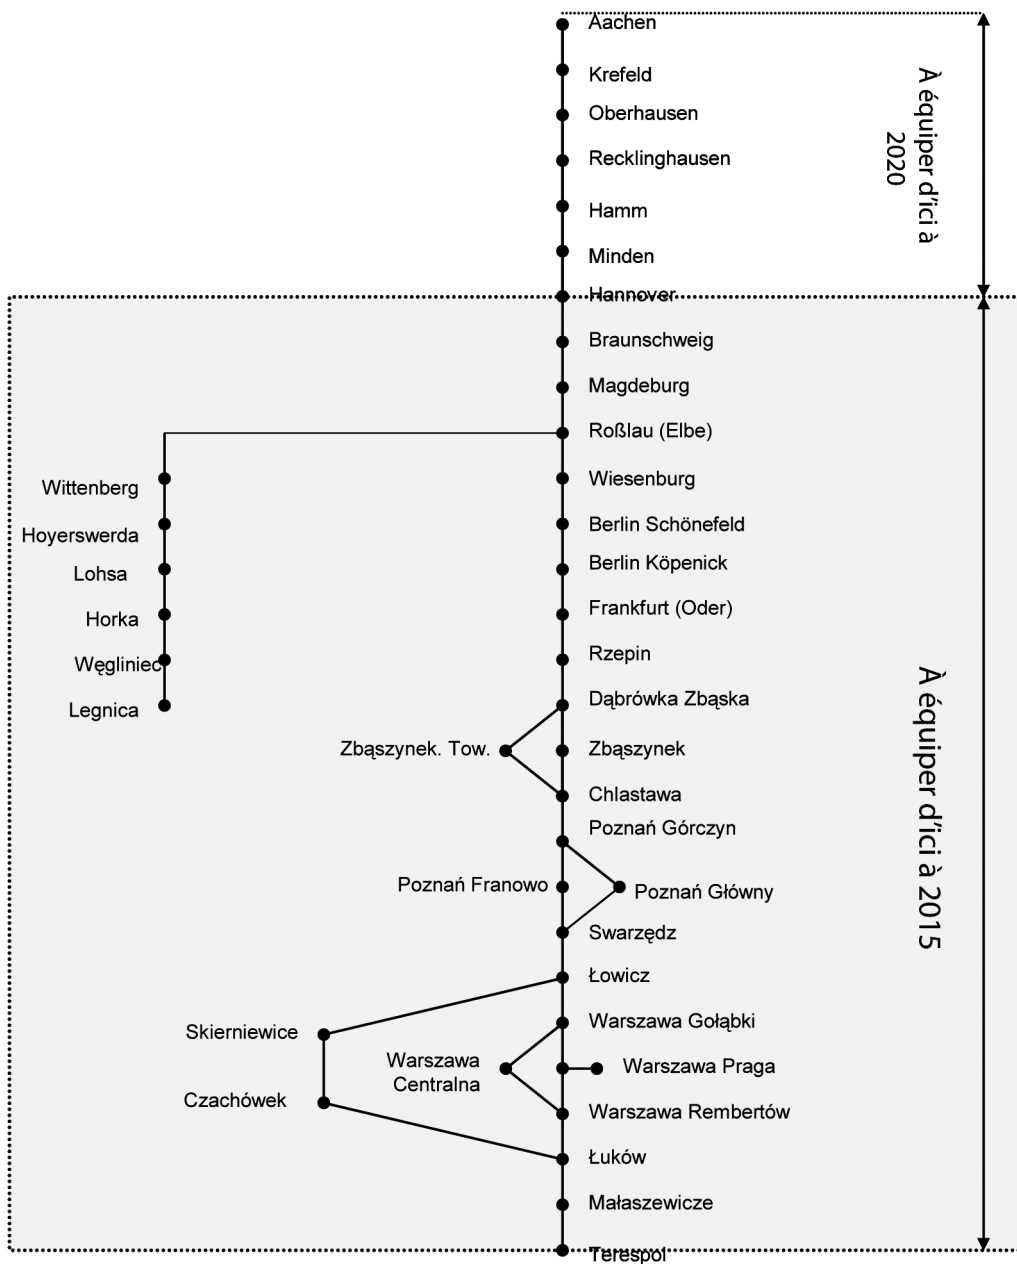 Aachen
Krefeld
Oberhausen
Recklinghausen
Hamm
Minden
Hannover
À équiper d'ici à
2020
Braunschweig
Magdeburg
Roßlau (Elbe)
Wiesenburg
Berlin Schönefeld
Berlin Köpenick
Frankfurt (Oder)
Rzepin
Dąbrówka Zbąska
Zbąszynek
Chlastawa
Poznań Górczyn
Wittenberg
Hoyerswerda
Lohsa
Horka
Węgliniec
Legnica
Zbąszynek. Tow.
Poznań Franowo
Poznań Główny
Swarzędz
Łowicz
Warszawa Gołąbki
Skierniewice
Warszawa
Centralna
Warszawa Praga
Czachówek
Warszawa Rembertów
Łuków
Małaszewicze
Terespol
À équiper d'ici à 2015